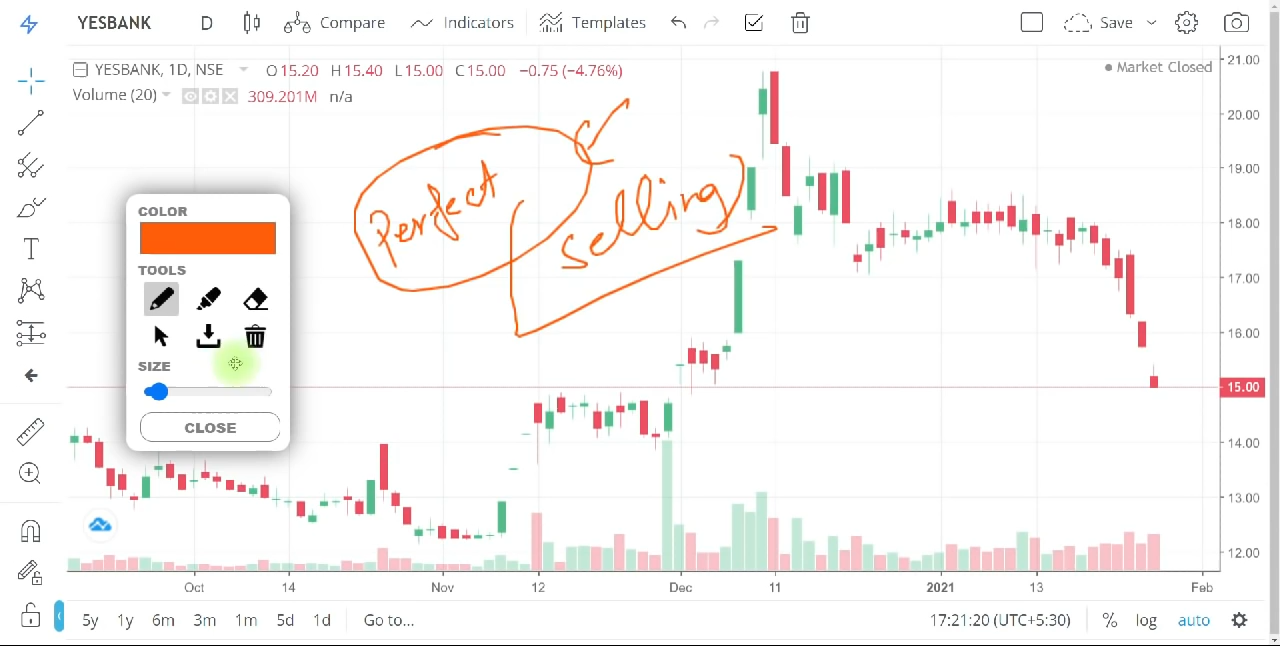 YESBANK D Compare Indicators Templates Save
YESBANK, 1D, NSE O15.20 H15.40 L15.00 C15.00 −0.75 (−4.76%)
Market Closed
Volume (20) 309.201M n/a
Perfect
Selling
COLOR
TOOLS
SIZE
CLOSE
21.00
20.00
19.00
18.00
17.00
16.00
15.00
14.00
13.00
12.00
Oct 14 Nov 12 Dec 11 2021 13 Feb
5y 1y 6m 3m 1m 5d 1d Go to... 17:21:20 (UTC+5:30) % log auto